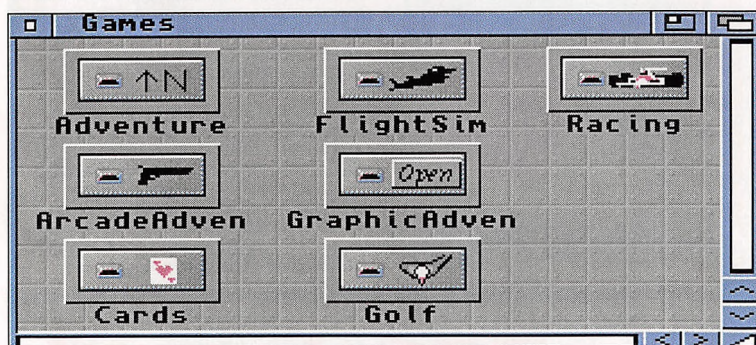 Games
↑N
Adventure FlightSim Racing
Open
ArcadeAdven GraphicAdven
Cards Golf